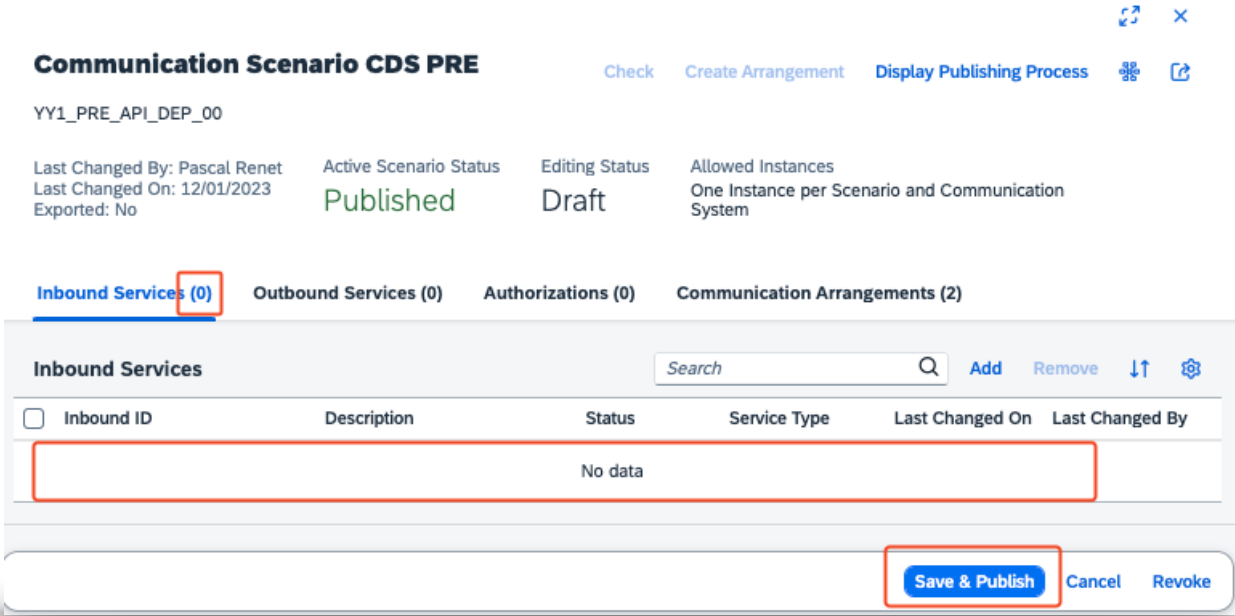 Communication Scenario CDS PRE
Check Create Arrangement Display Publishing Process
YY1_PRE_API_DEP_00
Last Changed By: Pascal Renet
Last Changed On: 12/01/2023
Exported: No
Active Scenario Status
Published
Editing Status
Draft
Allowed Instances
One Instance per Scenario and Communication
System
Inbound Services (0) Outbound Services (0) Authorizations (0) Communication Arrangements (2)
Inbound Services Search Add Remove
Inbound ID Description Status Service Type Last Changed On Last Changed By
No data
Save & Publish Cancel Revoke